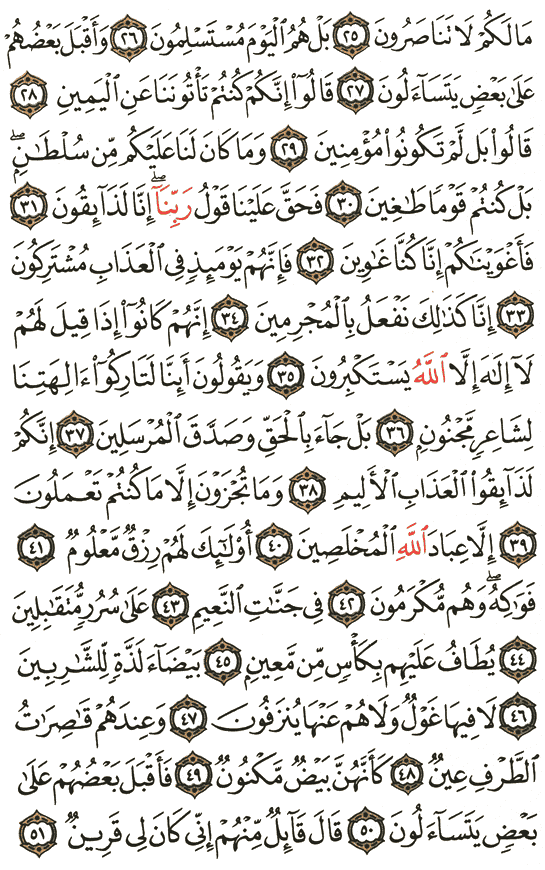 مَا لَكُمْ لَا تَنَاصَرُونَ ٢٥ بَلْ هُمُ ٱلْيَوْمَ مُسْتَسْلِمُونَ ٢٦ وَأَقْبَلَ بَعْضُهُمْ
عَلَىٰ بَعْضٍ يَتَسَآءَلُونَ ٢٧ قَالُوٓا۟ إِنَّكُمْ كُنتُمْ تَأْتُونَنَا عَنِ ٱلْيَمِينِ ٢٨
قَالُوا۟ بَل لَّمْ تَكُونُوا۟ مُؤْمِنِينَ ٢٩ وَمَا كَانَ لَنَا عَلَيْكُم مِّن سُلْطَٰنٍۭ ۖ
بَلْ كُنتُمْ قَوْمًا طَٰغِينَ ٣٠ فَحَقَّ عَلَيْنَا قَوْلُ رَبِّنَآ ۖ إِنَّا لَذَآئِقُونَ ٣١
فَأَغْوَيْنَٰكُمْ إِنَّا كُنَّا غَٰوِينَ ٣٢ فَإِنَّهُمْ يَوْمَئِذٍ فِى ٱلْعَذَابِ مُشْتَرِكُونَ
٣٣ إِنَّا كَذَٰلِكَ نَفْعَلُ بِٱلْمُجْرِمِينَ ٣٤ إِنَّهُمْ كَانُوٓا۟ إِذَا قِيلَ لَهُمْ
لَآ إِلَٰهَ إِلَّا ٱللَّهُ يَسْتَكْبِرُونَ ٣٥ وَيَقُولُونَ أَئِنَّا لَتَارِكُوٓا۟ ءَالِهَتِنَا
لِشَاعِرٍ مَّجْنُونٍۭ ٣٦ بَلْ جَآءَ بِٱلْحَقِّ وَصَدَّقَ ٱلْمُرْسَلِينَ ٣٧ إِنَّكُمْ
لَذَآئِقُوا۟ ٱلْعَذَابِ ٱلْأَلِيمِ ٣٨ وَمَا تُجْزَوْنَ إِلَّا مَا كُنتُمْ تَعْمَلُونَ
٣٩ إِلَّا عِبَادَ ٱللَّهِ ٱلْمُخْلَصِينَ ٤٠ أُو۟لَٰٓئِكَ لَهُمْ رِزْقٌ مَّعْلُومٌ ٤١
فَوَٰكِهُ ۖ وَهُم مُّكْرَمُونَ ٤٢ فِى جَنَّٰتِ ٱلنَّعِيمِ ٤٣ عَلَىٰ سُرُرٍ مُّتَقَٰبِلِينَ
٤٤ يُطَافُ عَلَيْهِم بِكَأْسٍ مِّن مَّعِينٍۭ ٤٥ بَيْضَآءَ لَذَّةٍ لِّلشَّٰرِبِينَ
٤٦ لَا فِيهَا غَوْلٌ وَلَا هُمْ عَنْهَا يُنزَفُونَ ٤٧ وَعِندَهُمْ قَٰصِرَٰتُ
ٱلطَّرْفِ عِينٌ ٤٨ كَأَنَّهُنَّ بَيْضٌ مَّكْنُونٌ ٤٩ فَأَقْبَلَ بَعْضُهُمْ عَلَىٰ
بَعْضٍ يَتَسَآءَلُونَ ٥٠ قَالَ قَآئِلٌ مِّنْهُمْ إِنِّى كَانَ لِى قَرِينٌ ٥١